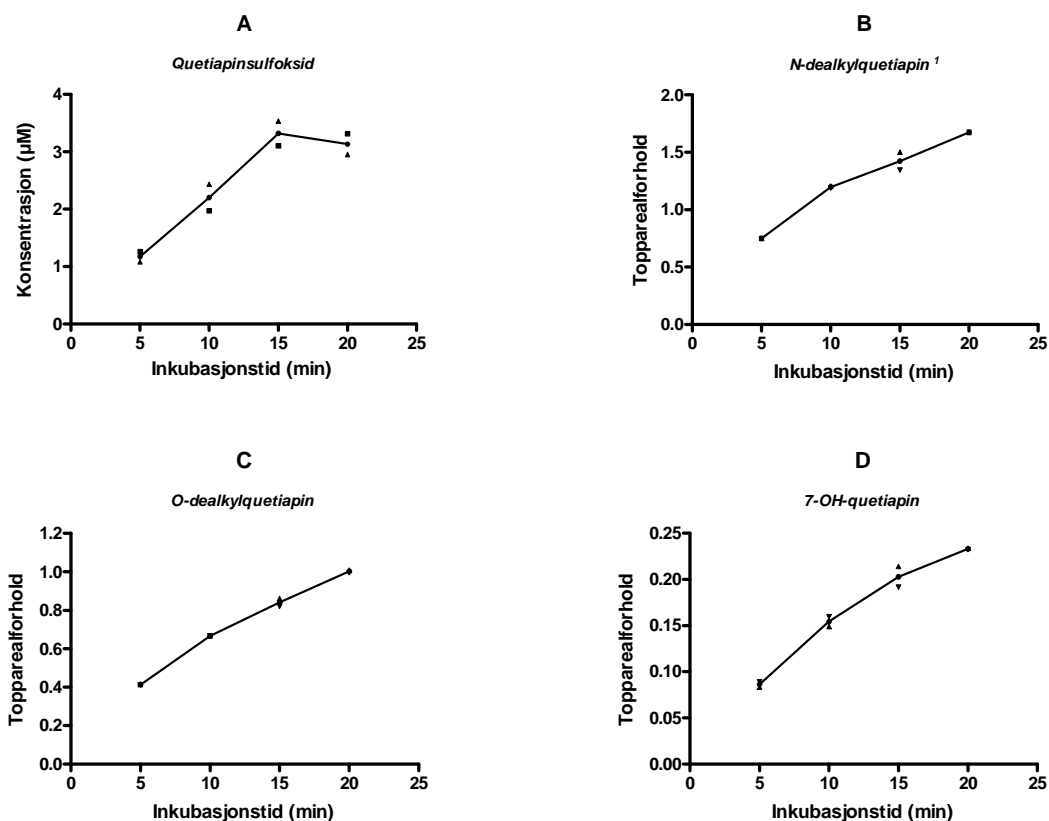 A
Quetiapinsulfoksid
4
3
2
1
0
Konsentrasjon (µM)
0 5 10 15 20 25
Inkubasjonstid (min)
B
N-dealkylquetiapin ¹
2.0
1.5
1.0
0.5
0.0
Topparealforhold
0 5 10 15 20 25
Inkubasjonstid (min)
C
O-dealkylquetiapin
1.2
1.0
0.8
0.6
0.4
0.2
0.0
Topparealforhold
0 5 10 15 20 25
Inkubasjonstid (min)
D
7-OH-quetiapin
0.25
0.20
0.15
0.10
0.05
0.00
Topparealforhold
0 5 10 15 20 25
Inkubasjonstid (min)